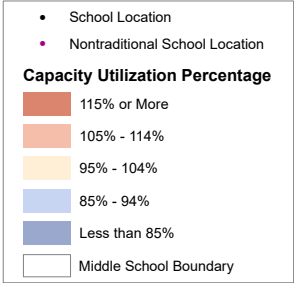 School Location
Nontraditional School Location
Capacity Utilization Percentage
115% or More
105% - 114%
95% - 104%
85% - 94%
Less than 85%
Middle School Boundary